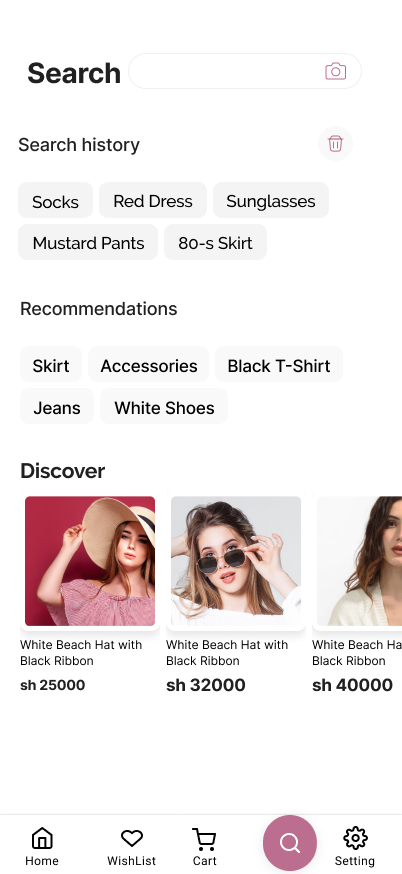 Search
Search history
Socks
Red Dress
Sunglasses
Mustard Pants
80-s Skirt
Recommendations
Skirt
Accessories
Black T-Shirt
Jeans
White Shoes
Discover
White Beach Hat with
Black Ribbon
sh 25000
White Beach Hat with
Black Ribbon
sh 32000
White Beach Ha
Black Ribbon
sh 40000
Home
WishList
Cart
Setting